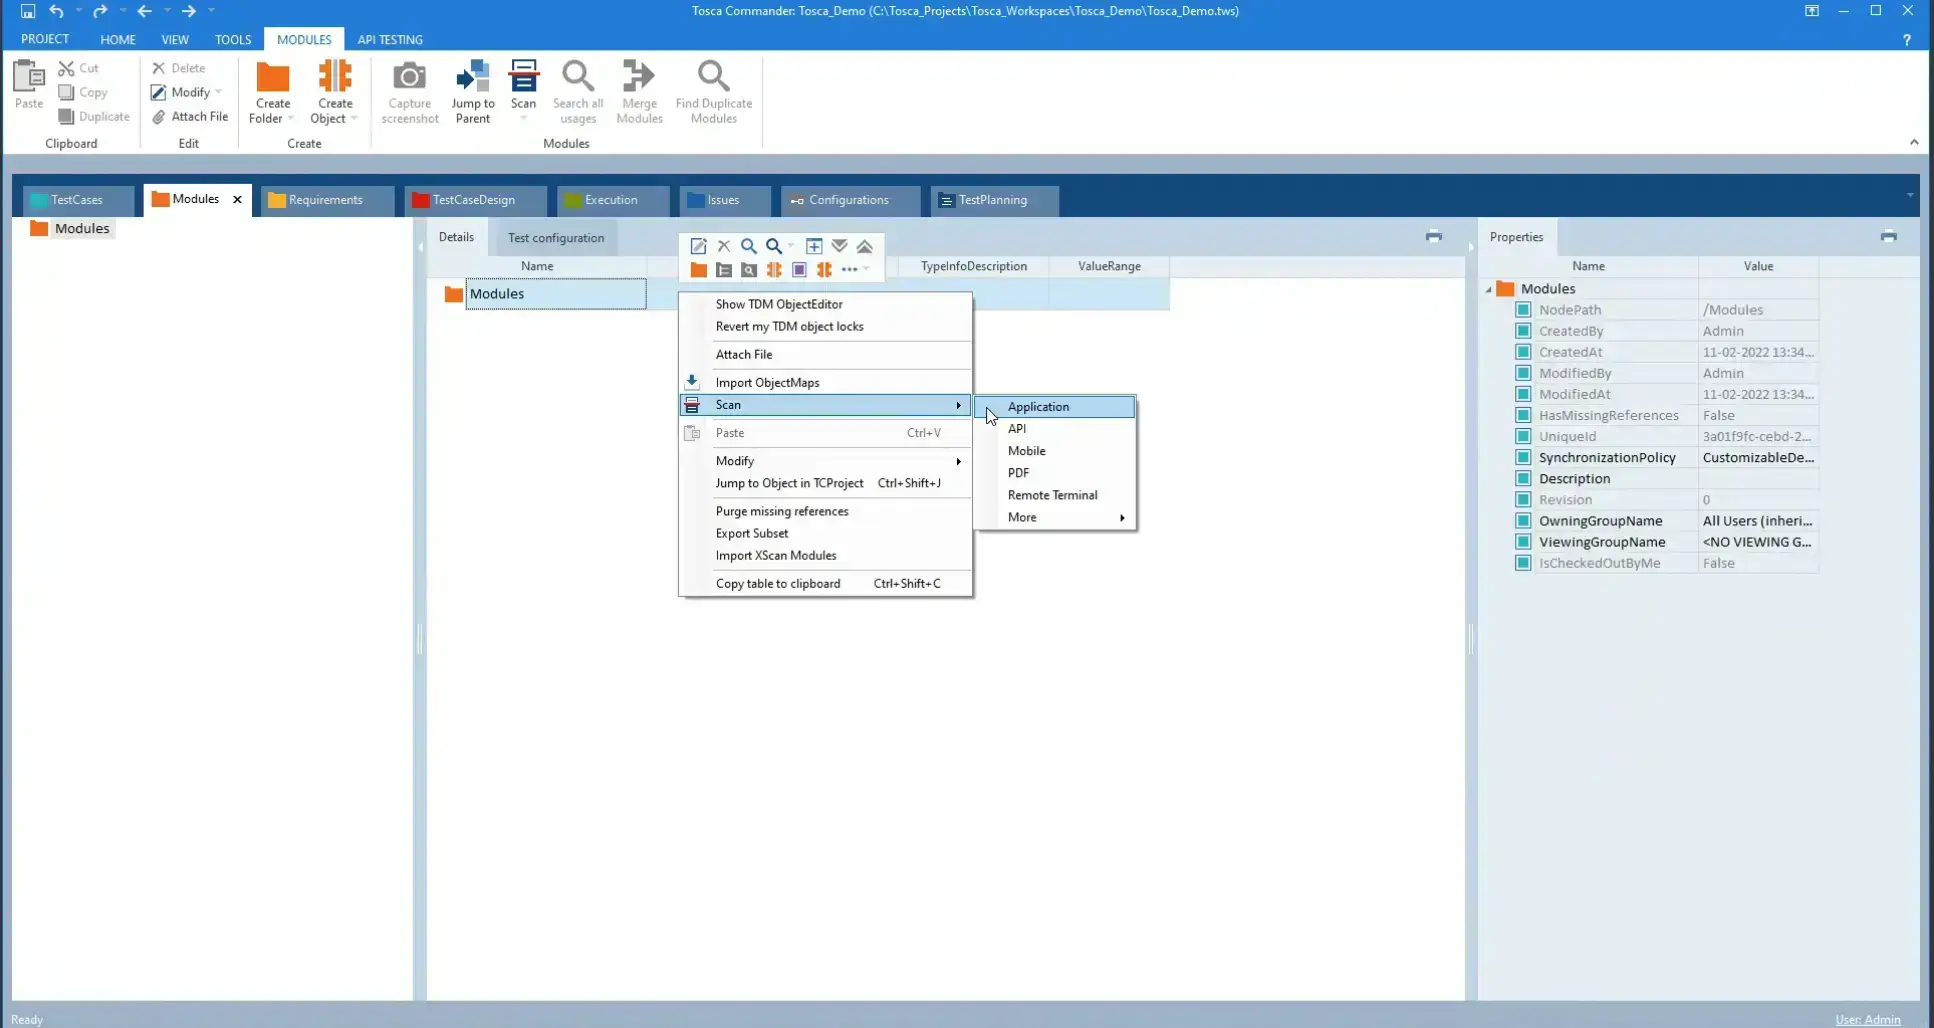 Tosca Commander: Tosca_Demo (C:\Tosca_Projects\Tosca_Workspaces\Tosca_Demo\Tosca_Demo.tws)
PROJECT HOME VIEW TOOLS MODULES API TESTING ?
Paste
Cut
Copy
Duplicate
Clipboard
Delete
Modify
Attach File
Edit
Create
Folder
Create
Object
Create
Capture
screenshot
Jump to
Parent
Scan
Search all
usages
Merge
Modules
Find Duplicate
Modules
Modules
TestCases Modules Requirements TestCaseDesign Execution Issues Configurations TestPlanning
Modules
Details Test configuration
Name TypeInfoDescription ValueRange
Modules
Show TDM ObjectEditor
Revert my TDM object locks
Attach File
Import ObjectMaps
Scan
Paste Ctrl+V
Modify
Jump to Object in TCProject Ctrl+Shift+J
Purge missing references
Export Subset
Import XScan Modules
Copy table to clipboard Ctrl+Shift+C
Application
API
Mobile
PDF
Remote Terminal
More
Properties
Name Value
Modules
NodePath /Modules
CreatedBy Admin
CreatedAt 11-02-2022 13:34...
ModifiedBy Admin
ModifiedAt 11-02-2022 13:34...
HasMissingReferences False
UniqueId 3a01f9fc-cebd-2...
SynchronizationPolicy CustomizableDe...
Description
Revision 0
OwningGroupName All Users (inheri...
ViewingGroupName <NO VIEWING G...
IsCheckedOutByMe False
Ready
User: Admin